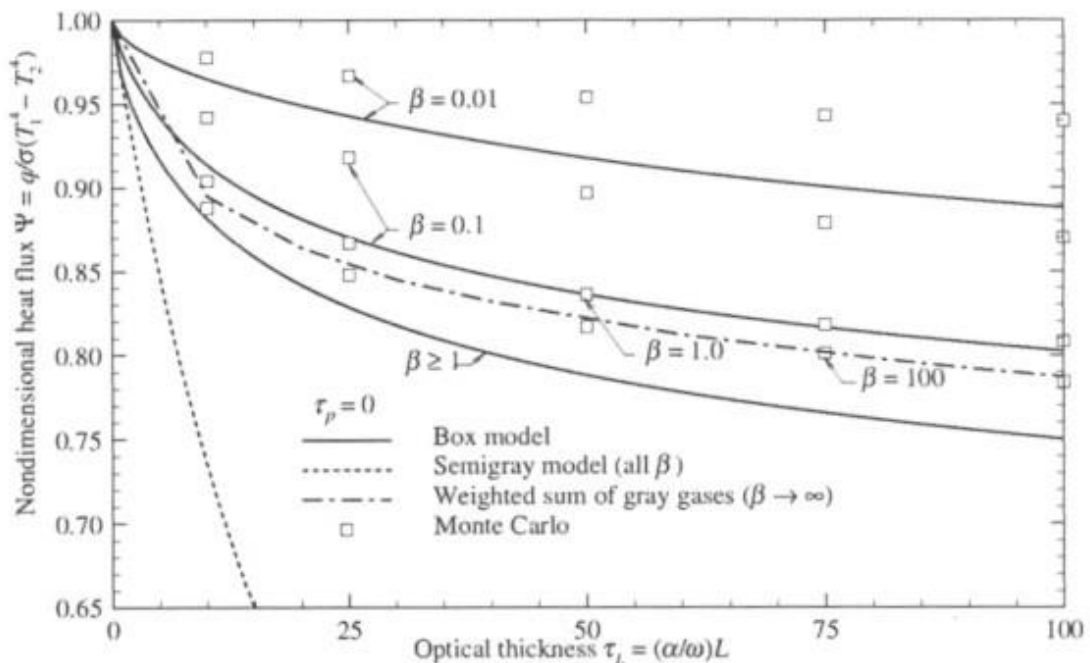 1.00
0.95
0.90
0.85
0.80
0.75
0.70
0.65
Nondimensional heat flux Ψ = q/σ(T₁⁴ − T₂⁴)
β = 0.01
β = 0.1
β ≥ 1
β = 1.0
β = 100
τₚ = 0
Box model
Semigray model (all β)
Weighted sum of gray gases (β → ∞)
Monte Carlo
0 25 50 75 100
Optical thickness τ_L = (α/ω)L